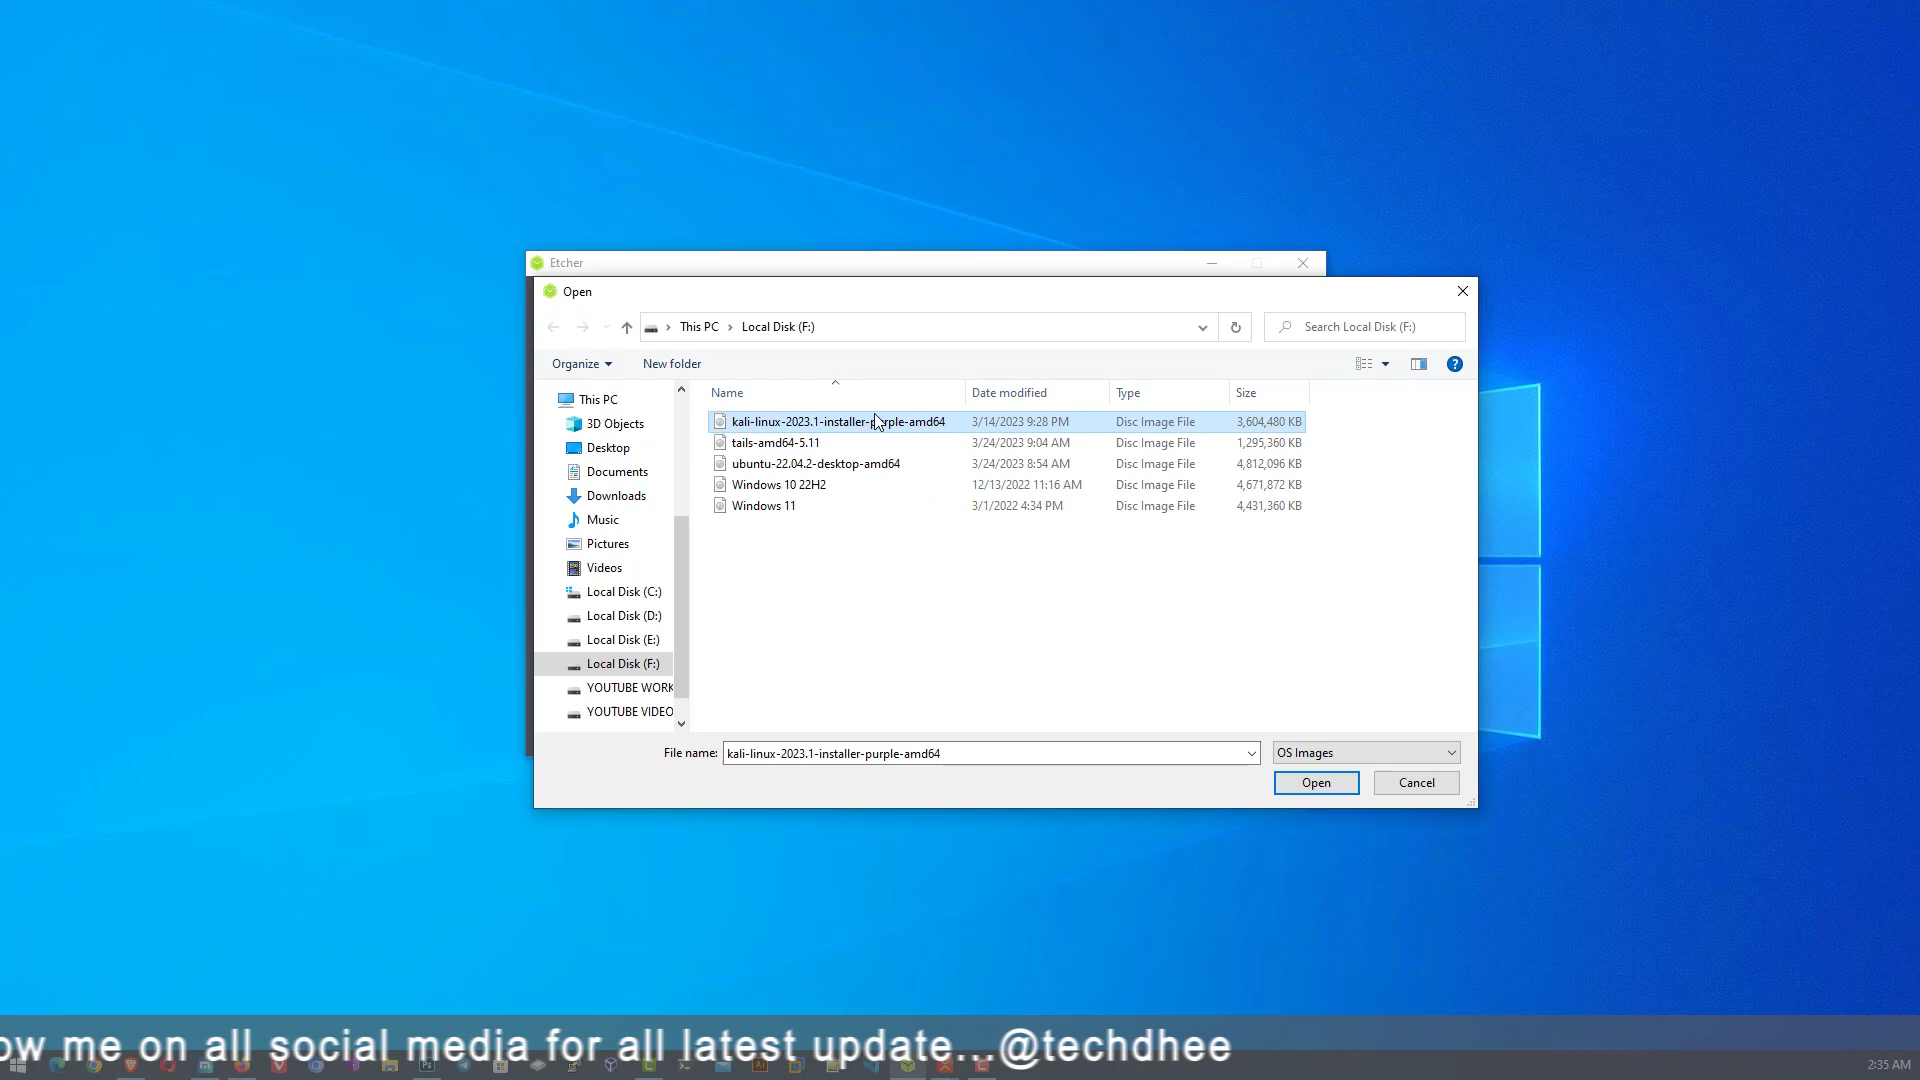 Etcher
Open
This PC
Local Disk (F:)
Search Local Disk (F:)
Organize
New folder
This PC
3D Objects
Desktop
Documents
Downloads
Music
Pictures
Videos
Local Disk (C:)
Local Disk (D:)
Local Disk (E:)
Local Disk (F:)
YOUTUBE WORK
YOUTUBE VIDEO
Name Date modified Type Size
kali-linux-2023.1-installer-purple-amd64 3/14/2023 9:28 PM Disc Image File 3,604,480 KB
tails-amd64-5.11 3/24/2023 9:04 AM Disc Image File 1,295,360 KB
ubuntu-22.04.2-desktop-amd64 3/24/2023 8:54 AM Disc Image File 4,812,096 KB
Windows 10 22H2 12/13/2022 11:16 AM Disc Image File 4,671,872 KB
Windows 11 3/1/2022 4:34 PM Disc Image File 4,431,360 KB
File name: kali-linux-2023.1-installer-purple-amd64 OS Images
Open Cancel
ow me on all social media for all latest update...@techdhee
2:35 AM